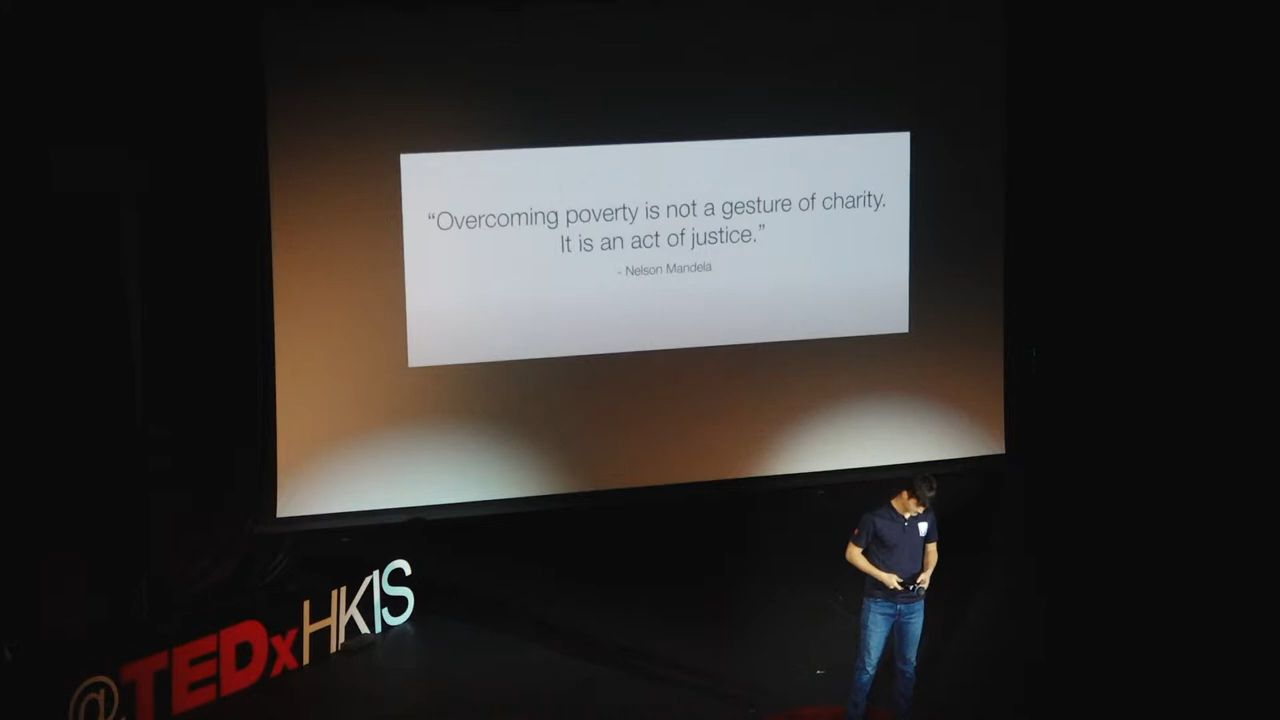 “Overcoming poverty is not a gesture of charity.
It is an act of justice.”
- Nelson Mandela
@TEDxHKIS